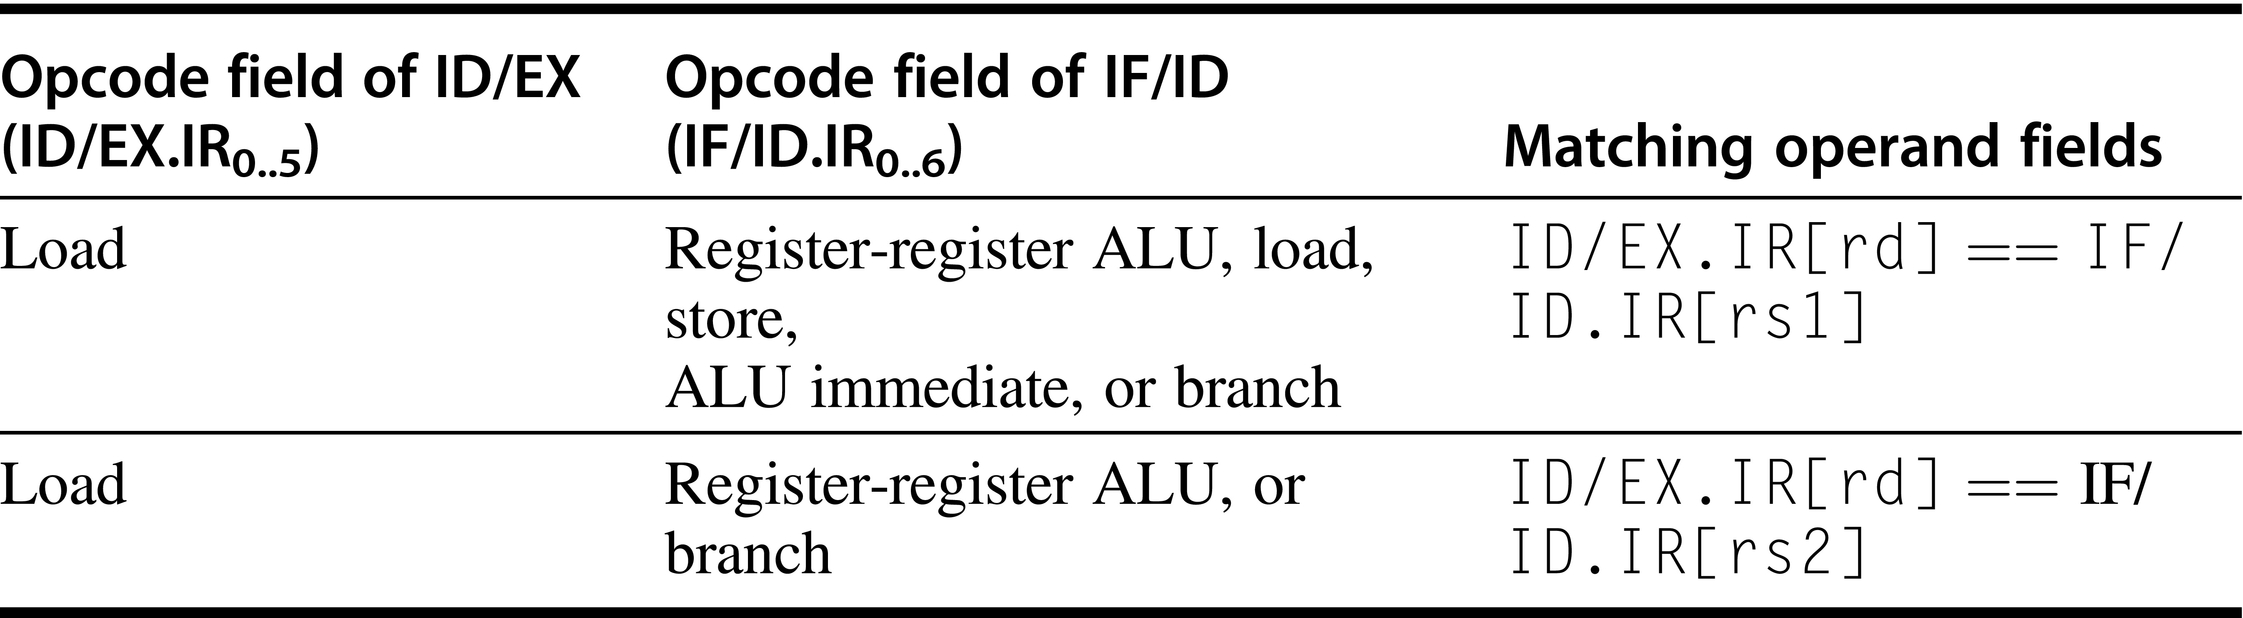 Opcode field of ID/EX
(ID/EX.IR0..5)
Opcode field of IF/ID
(IF/ID.IR0..6)
Matching operand fields
Load
Register-register ALU, load,
store,
ALU immediate, or branch
ID/EX.IR[rd] == IF/
ID.IR[rs1]
Load
Register-register ALU, or
branch
ID/EX.IR[rd] == IF/
ID.IR[rs2]